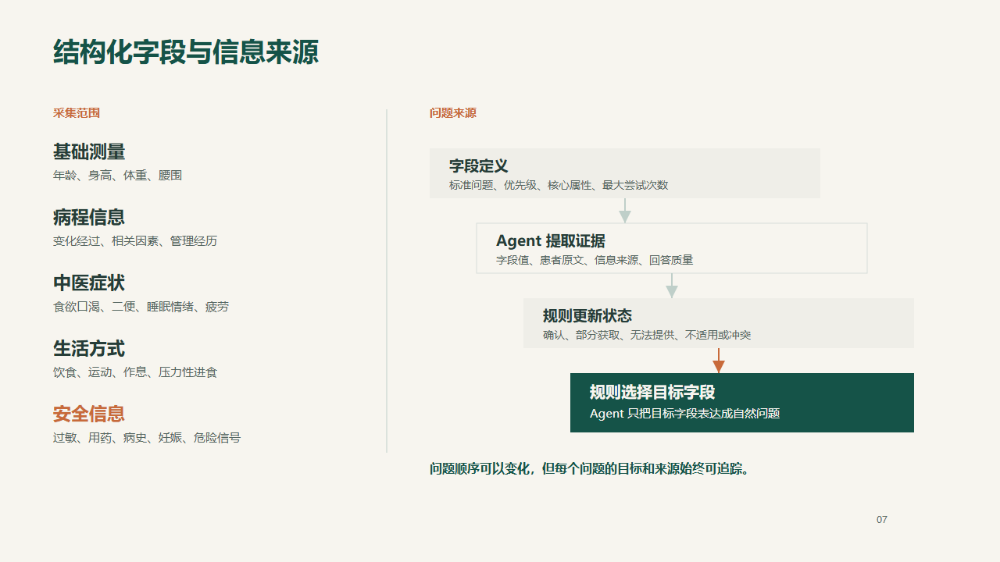 结构化字段与信息来源
采集范围
基础测量
年龄、身高、体重、腰围
病程信息
变化经过、相关因素、管理经历
中医症状
食欲口渴、二便、睡眠情绪、疲劳
生活方式
饮食、运动、作息、压力性进食
安全信息
过敏、用药、病史、妊娠、危险信号
问题来源
字段定义
标准问题、优先级、核心属性、最大尝试次数
Agent 提取证据
字段值、患者原文、信息来源、回答质量
规则更新状态
确认、部分获取、无法提供、不适用或冲突
规则选择目标字段
Agent 只把目标字段表达成自然问题
问题顺序可以变化，但每个问题的目标和来源始终可追踪。
07